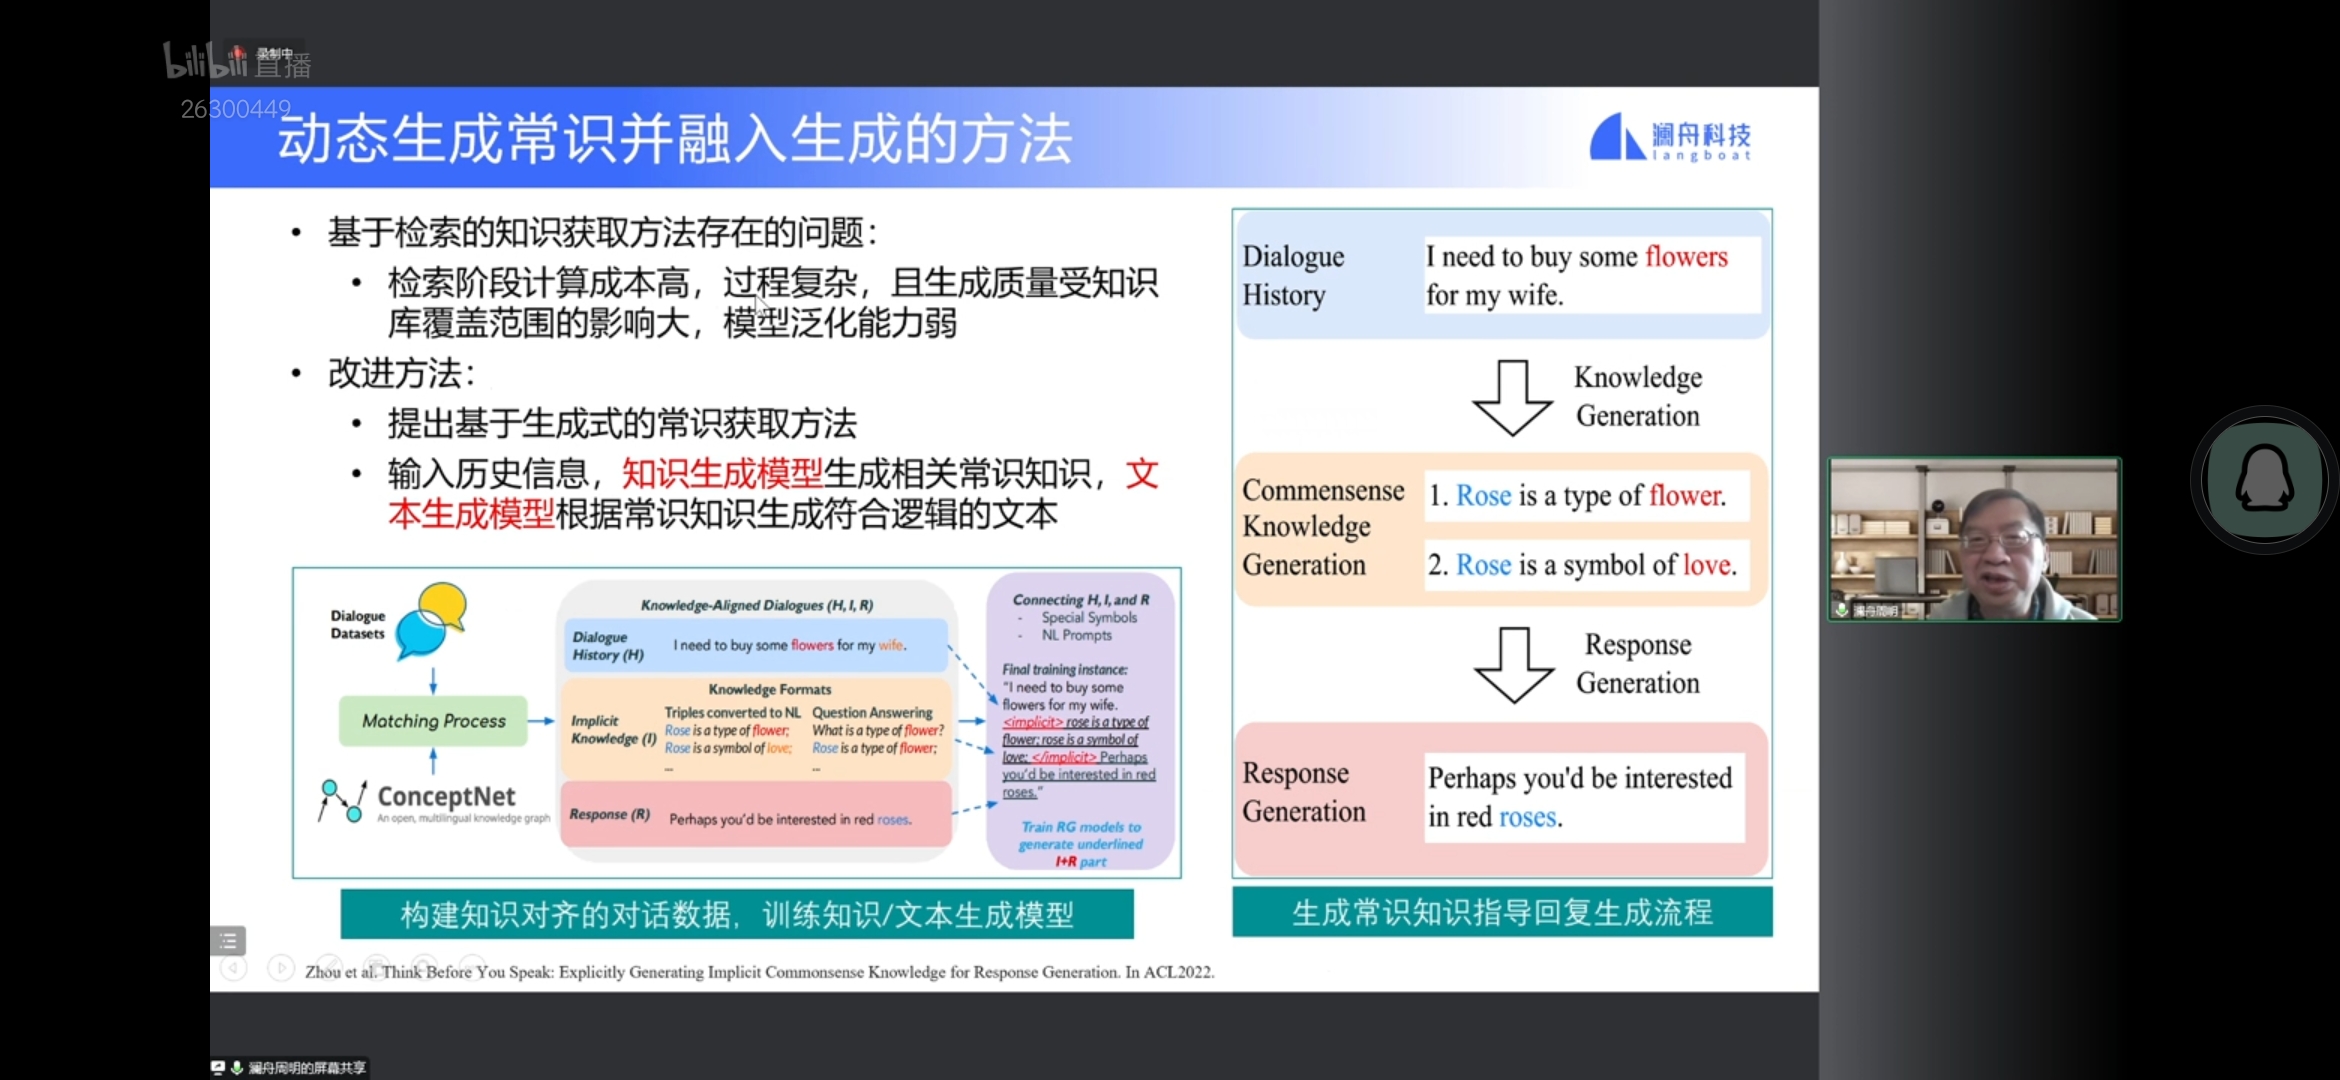 录制中
bilibili 直播
26300449
动态生成常识并融入生成的方法
澜舟科技
langboat
• 基于检索的知识获取方法存在的问题：
• 检索阶段计算成本高，过程复杂，且生成质量受知识
库覆盖范围的影响大，模型泛化能力弱
• 改进方法：
• 提出基于生成式的常识获取方法
• 输入历史信息，知识生成模型生成相关常识知识，文
本生成模型根据常识知识生成符合逻辑的文本
Dialogue
Datasets
Matching Process
ConceptNet
An open, multilingual knowledge graph
Knowledge-Aligned Dialogues (H, I, R)
Dialogue
History (H)
I need to buy some flowers for my wife.
Knowledge Formats
Implicit
Knowledge (I)
Triples converted to NL
Rose is a type of flower;
Rose is a symbol of love;
...
Question Answering
What is a type of flower?
Rose is a type of flower;
...
Response (R)
Perhaps you'd be interested in red roses.
Connecting H, I, and R
- Special Symbols
- NL Prompts
Final training instance:
"I need to buy some
flowers for my wife.
<implicit> rose is a type of
flower; rose is a symbol of
love; </implicit> Perhaps
you'd be interested in red
roses."
Train RG models to
generate underlined
I+R part
构建知识对齐的对话数据，训练知识/文本生成模型
Dialogue
History
I need to buy some flowers
for my wife.
Knowledge
Generation
Commensense
Knowledge
Generation
1. Rose is a type of flower.
2. Rose is a symbol of love.
Response
Generation
Response
Generation
Perhaps you'd be interested
in red roses.
生成常识知识指导回复生成流程
Zhou et al. Think Before You Speak: Explicitly Generating Implicit Commonsense Knowledge for Response Generation. In ACL2022.
澜舟周明
澜舟周明的屏幕共享